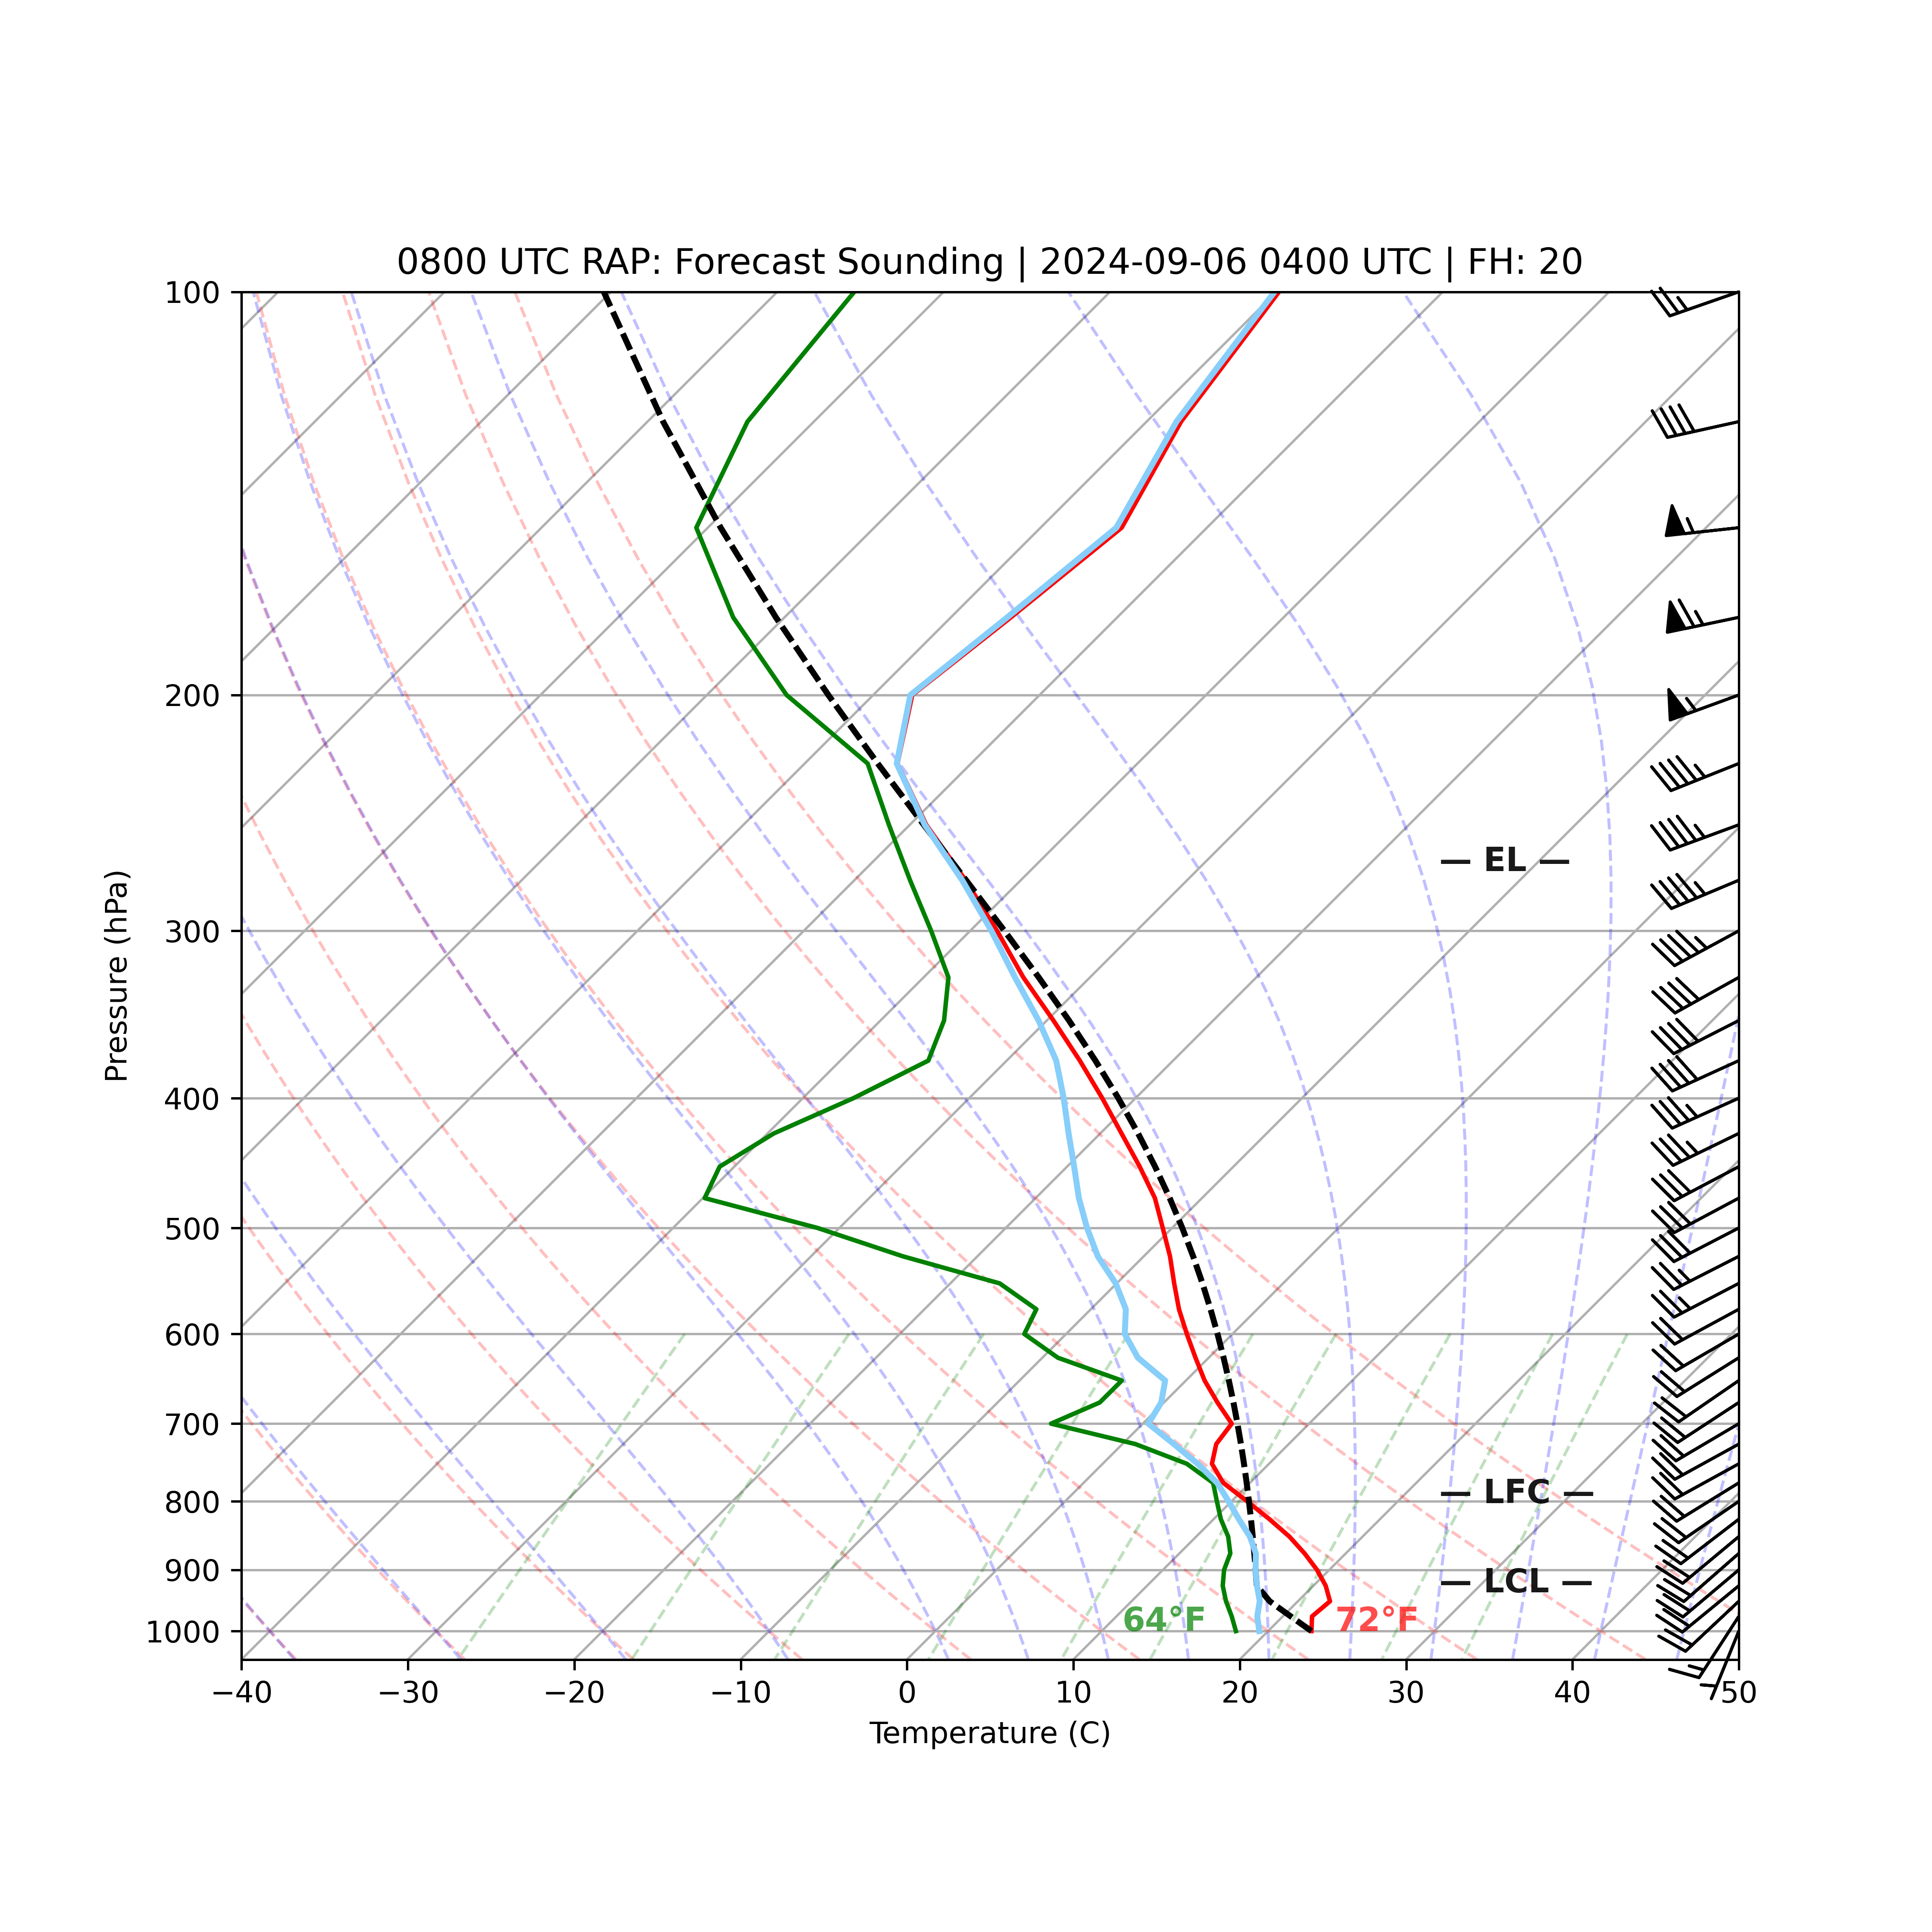 0800 UTC RAP: Forecast Sounding | 2024-09-06 0400 UTC | FH: 20
100
200
— EL —
300
Pressure (hPa)
400
500
600
700
— LFC —
800
900
— LCL —
64°F 72°F
1000
−40 −30 −20 −10 0 10 20 30 40 50
Temperature (C)